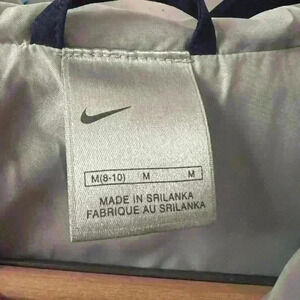 M(8-10) M M
MADE IN SRILANKA
FABRIQUE AU SRILANKA